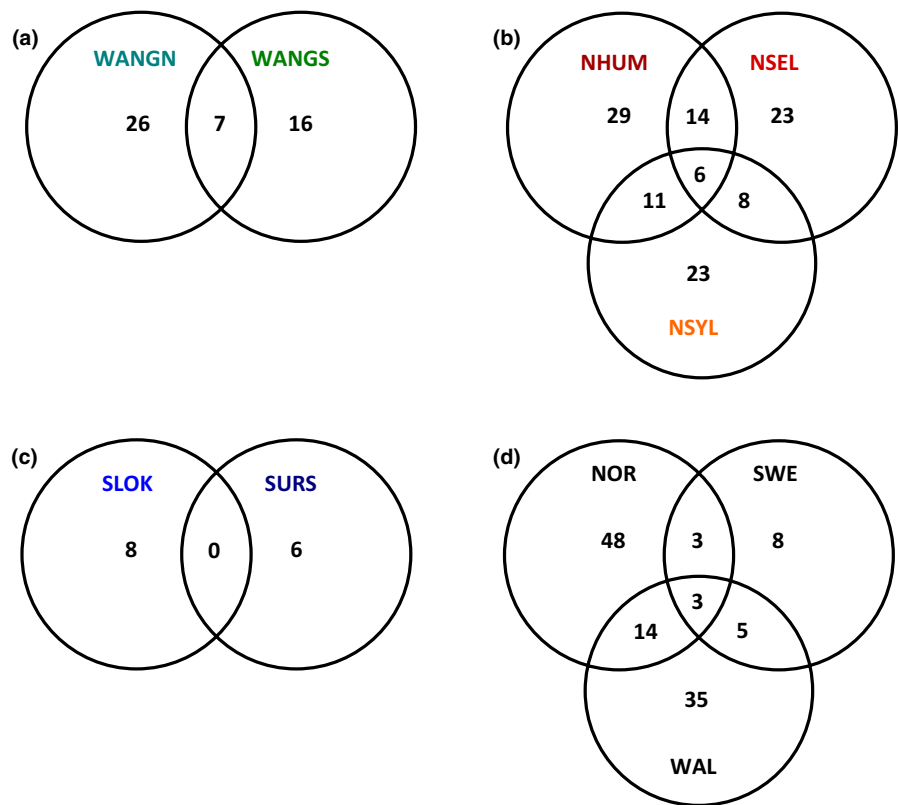 (a)
WANGN WANGS
26 7 16
(b)
NHUM NSEL
29 14 23
6
11 8
23
NSYL
(c)
SLOK SURS
8 0 6
(d)
NOR SWE
48 3 8
3
14 5
35
WAL